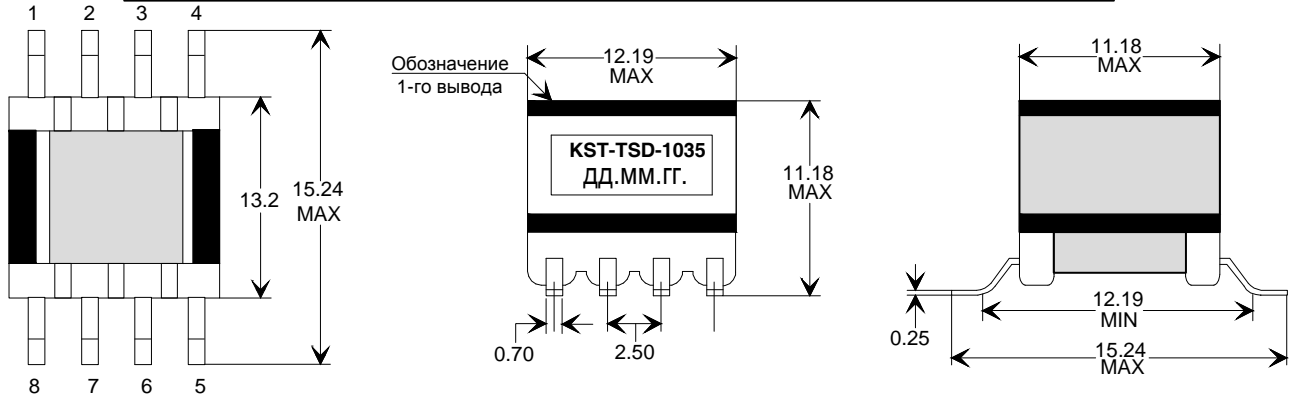 1 2 3 4
13.2
15.24
MAX
8 7 6 5
Обозначение
1-го вывода
12.19
MAX
KST-TSD-1035
ДД.ММ.ГГ.
11.18
MAX
0.70
2.50
11.18
MAX
0.25
12.19
MIN
15.24
MAX